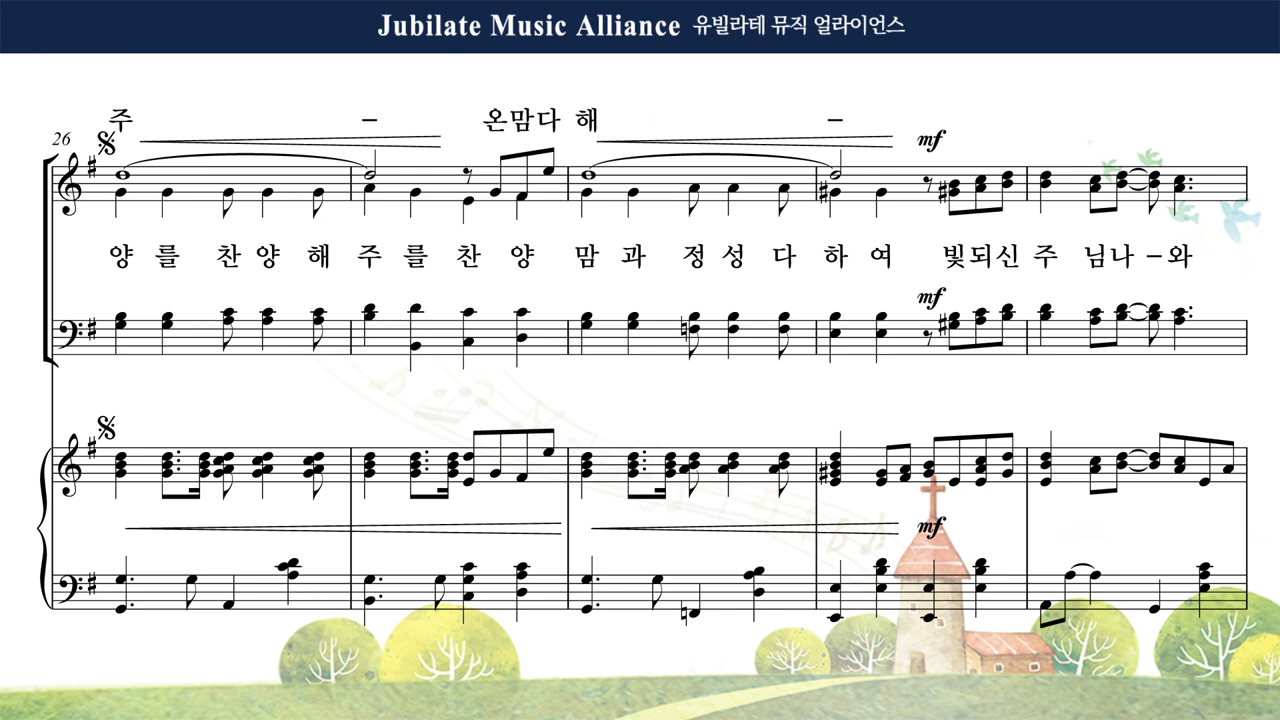 Jubilate Music Alliance 유빌라테 뮤직 얼라이언스
주 – 온맘다 해 –
26
mf
양 를 찬 양 해 주 를 찬 양 맘 과 정 성 다 하 여 빛되신 주 님나 – 와
mf
mf